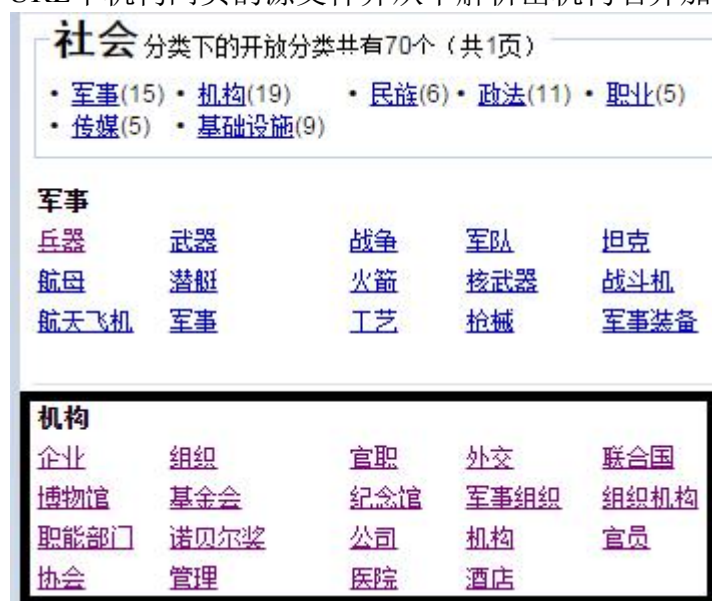 社会 分类下的开放分类共有70个（共1页）
• 军事(15) • 机构(19) • 民族(6) • 政法(11) • 职业(5)
• 传媒(5) • 基础设施(9)
军事
兵器 武器 战争 军队 坦克
航母 潜艇 火箭 核武器 战斗机
航天飞机 军事 工艺 枪械 军事装备
机构
企业 组织 官职 外交 联合国
博物馆 基金会 纪念馆 军事组织 组织机构
职能部门 诺贝尔奖 公司 机构 官员
协会 管理 医院 酒店